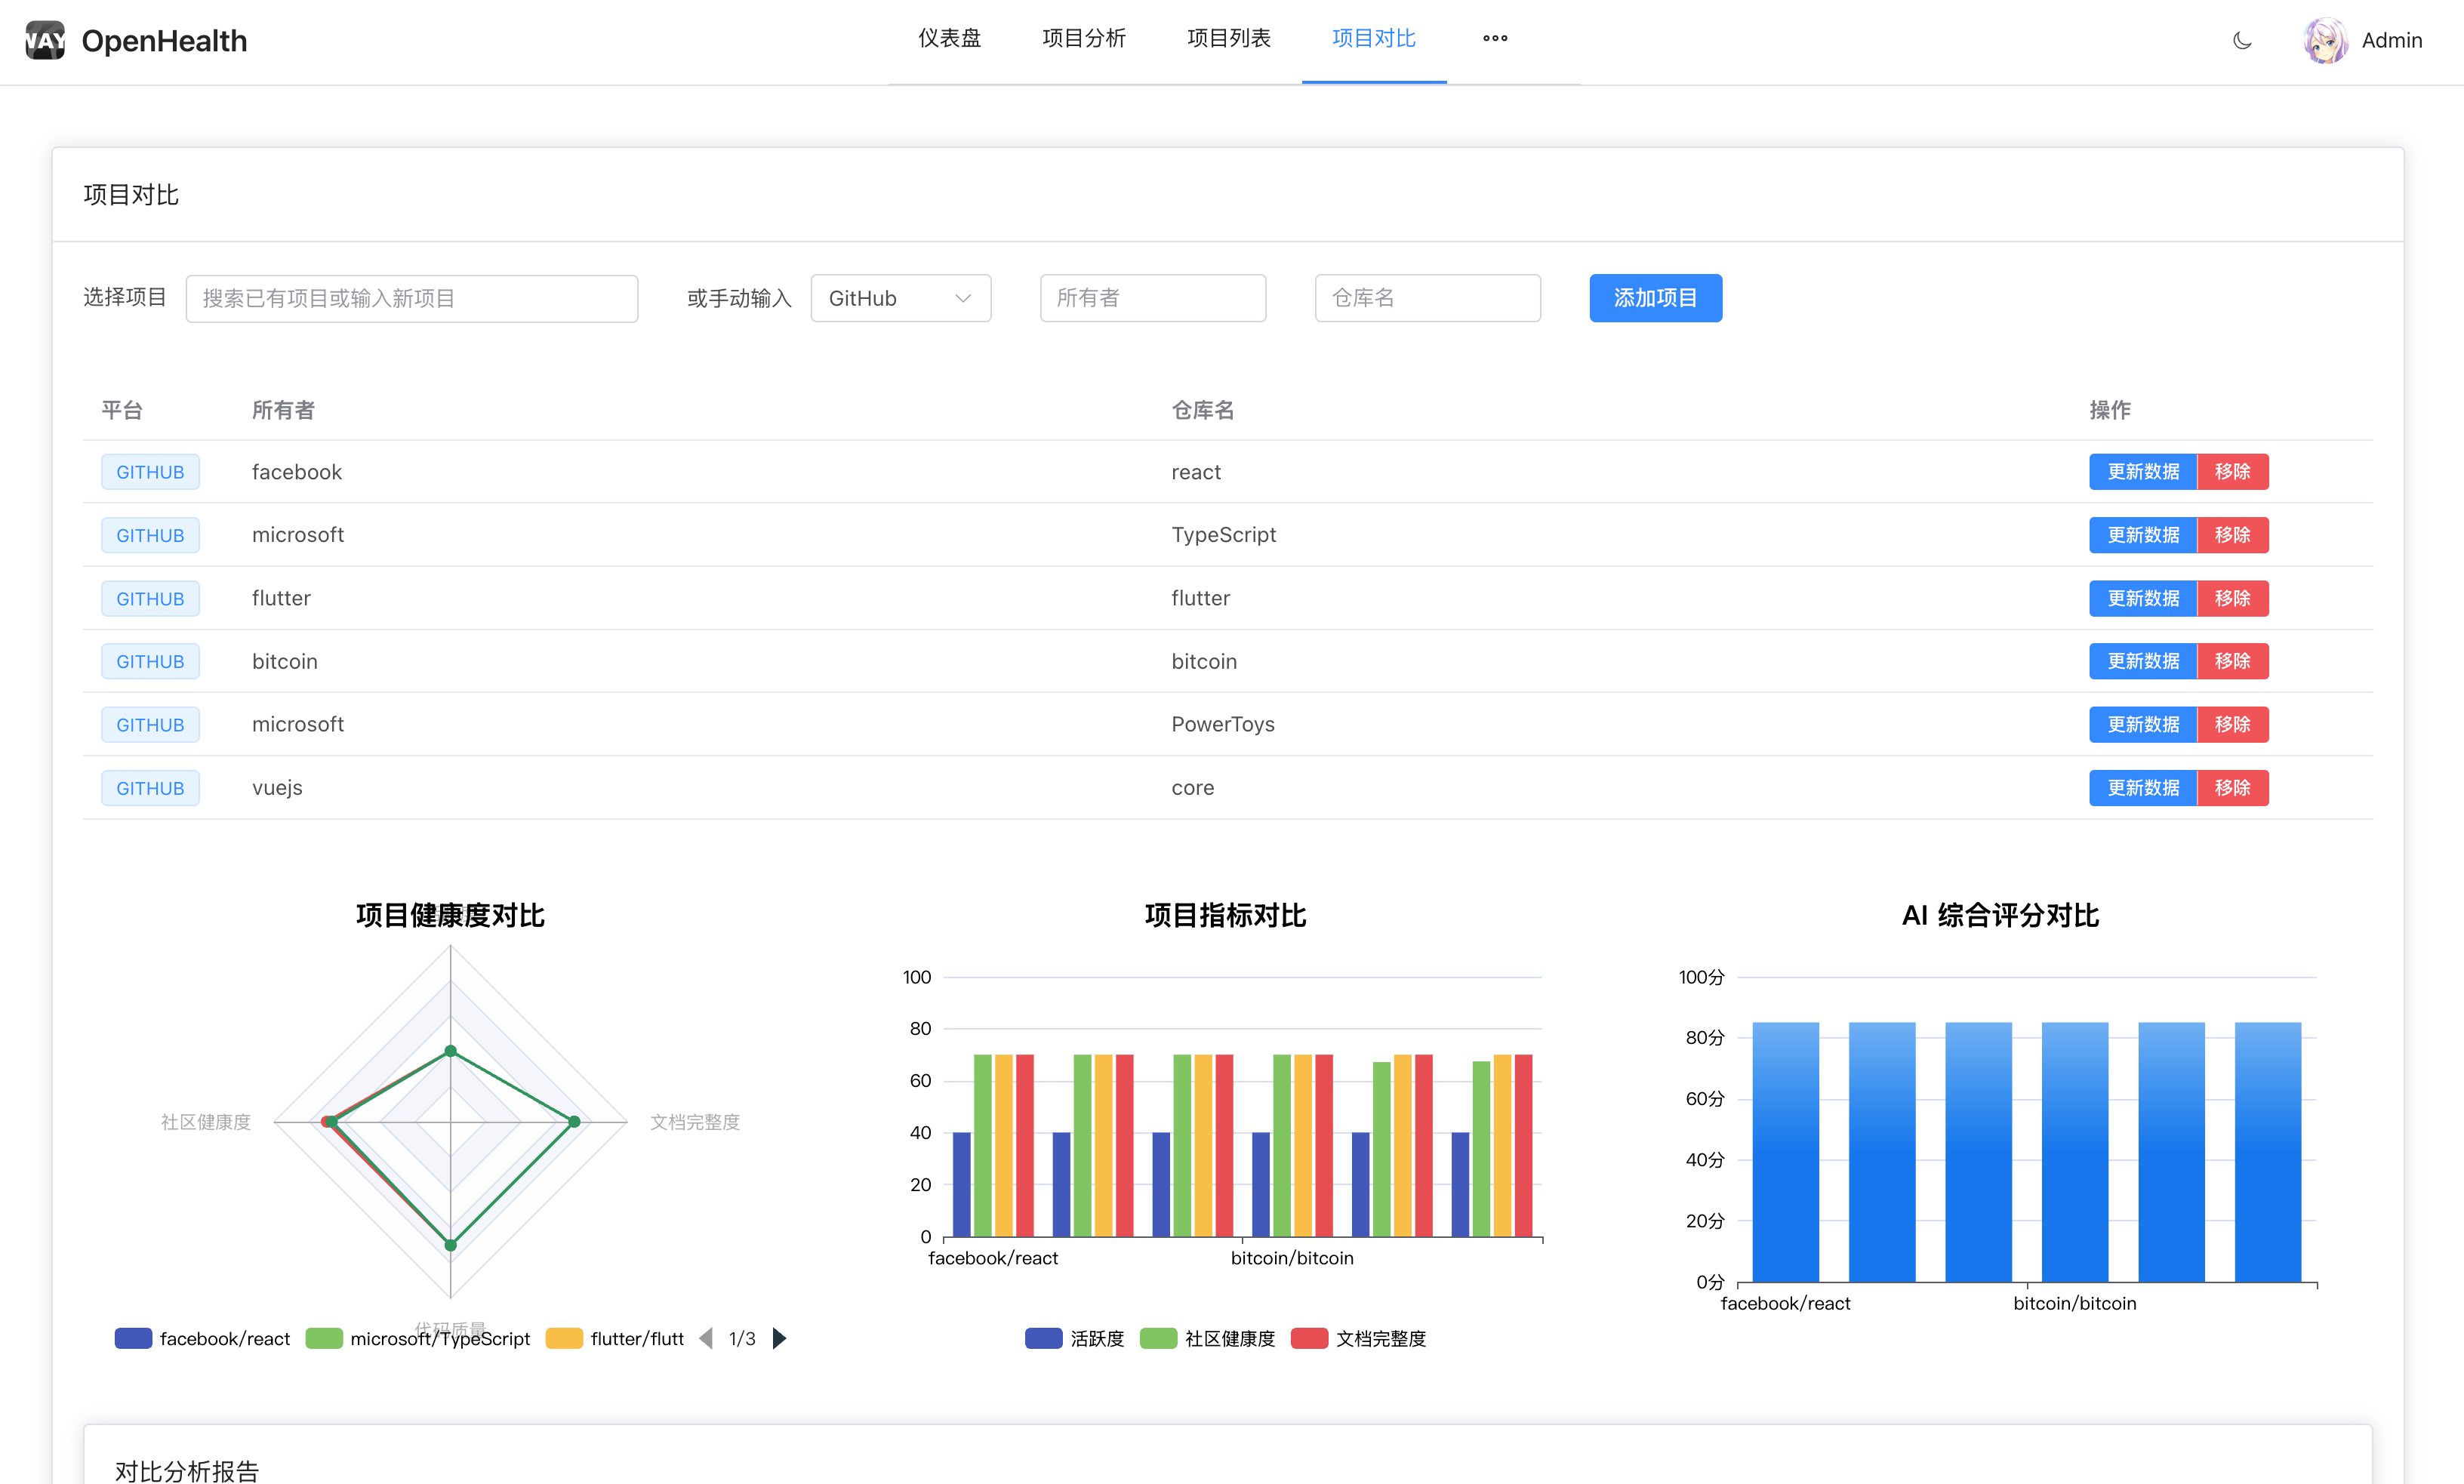 WAY OpenHealth 仪表盘 项目分析 项目列表 项目对比 Admin
项目对比
选择项目 搜索已有项目或输入新项目 或手动输入 GitHub 所有者 仓库名 添加项目
平台 所有者 仓库名 操作
GITHUB facebook react 更新数据 移除
GITHUB microsoft TypeScript 更新数据 移除
GITHUB flutter flutter 更新数据 移除
GITHUB bitcoin bitcoin 更新数据 移除
GITHUB microsoft PowerToys 更新数据 移除
GITHUB vuejs core 更新数据 移除
项目健康度对比
社区健康度
文档完整度
代码质量
facebook/react microsoft/TypeScript flutter/flutt 1/3
项目指标对比
100
80
60
40
20
0
facebook/react bitcoin/bitcoin
活跃度 社区健康度 文档完整度
AI 综合评分对比
100分
80分
60分
40分
20分
0分
facebook/react bitcoin/bitcoin
对比分析报告